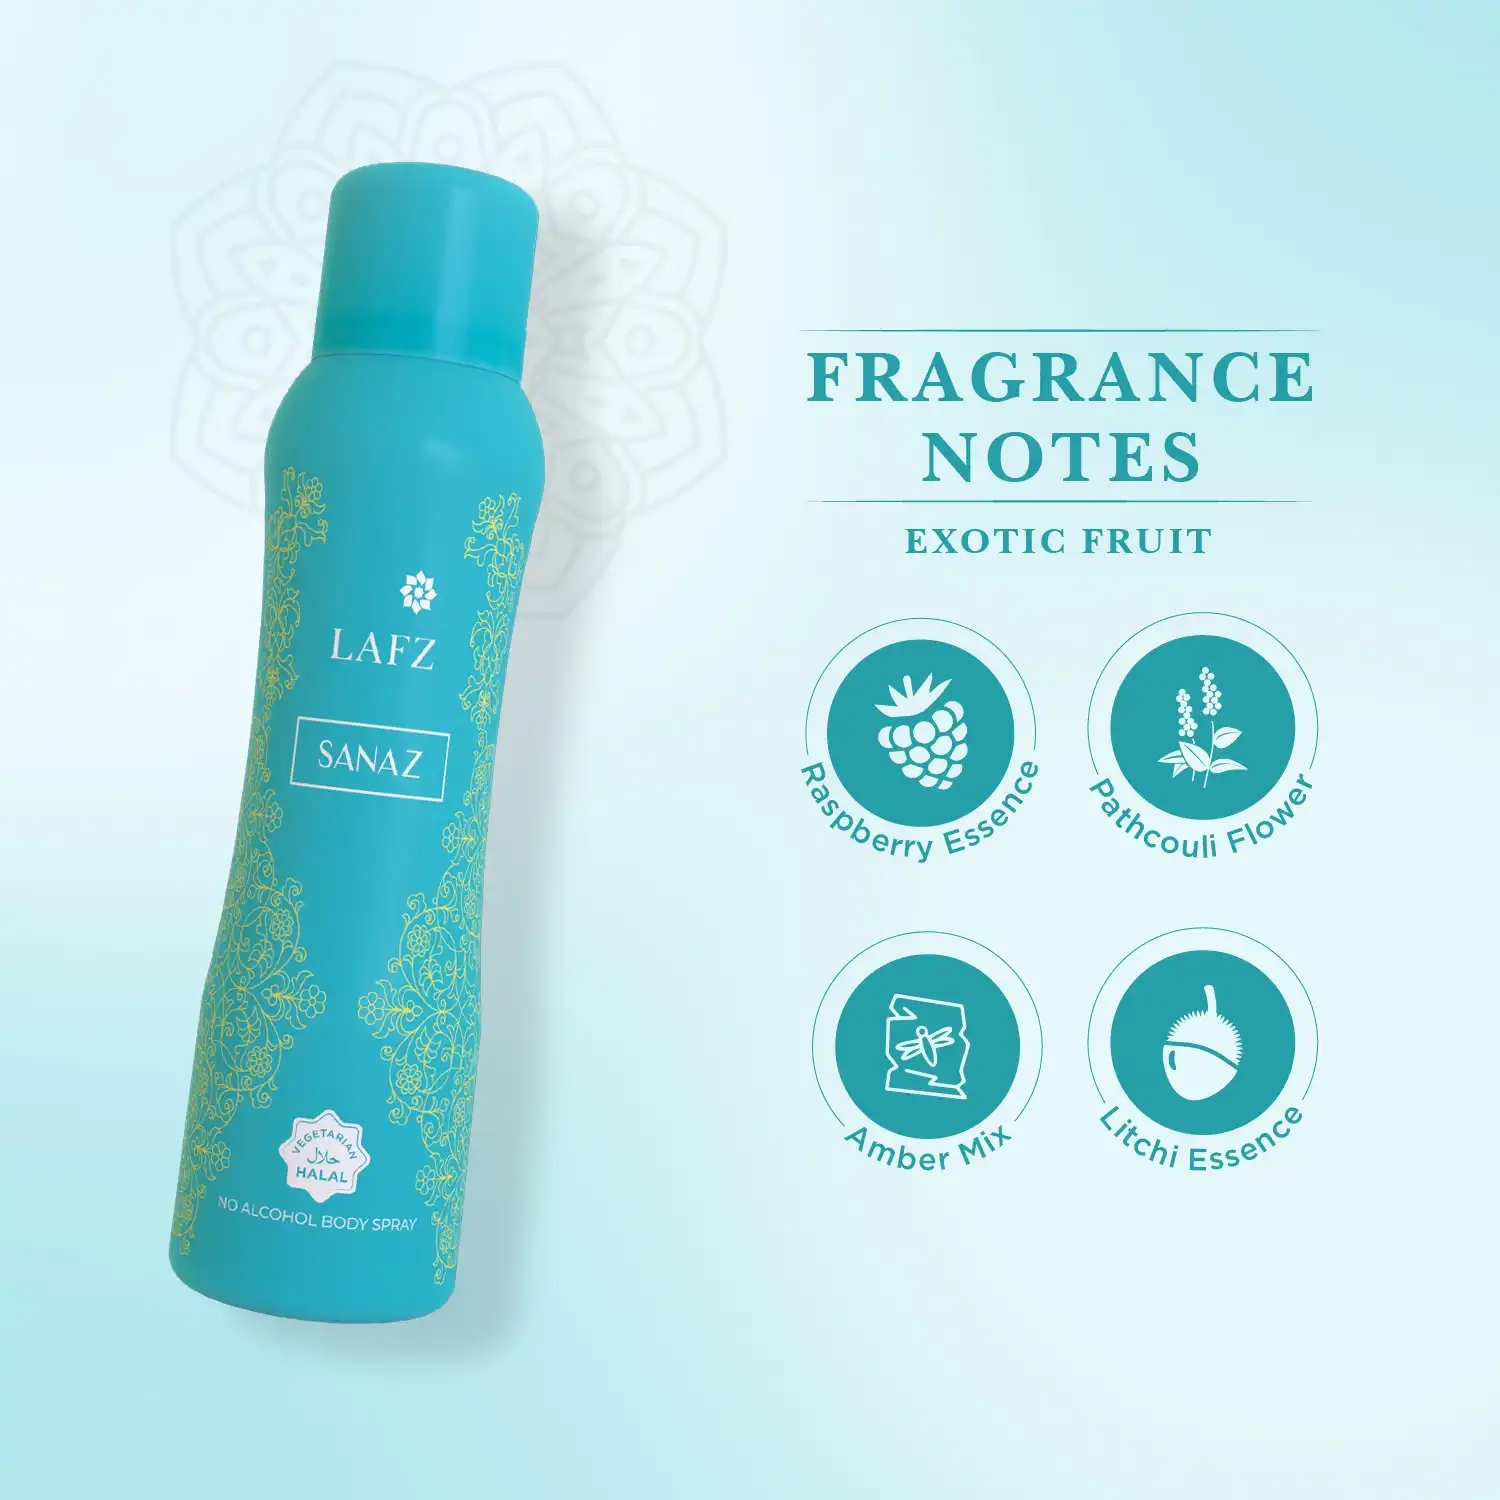 FRAGRANCE
NOTES
EXOTIC FRUIT
Raspberry Essence
Pathcouli Flower
Amber Mix
Litchi Essence
LAFZ
SANAZ
VEGETARIAN
حلال
HALAL
NO ALCOHOL BODY SPRAY